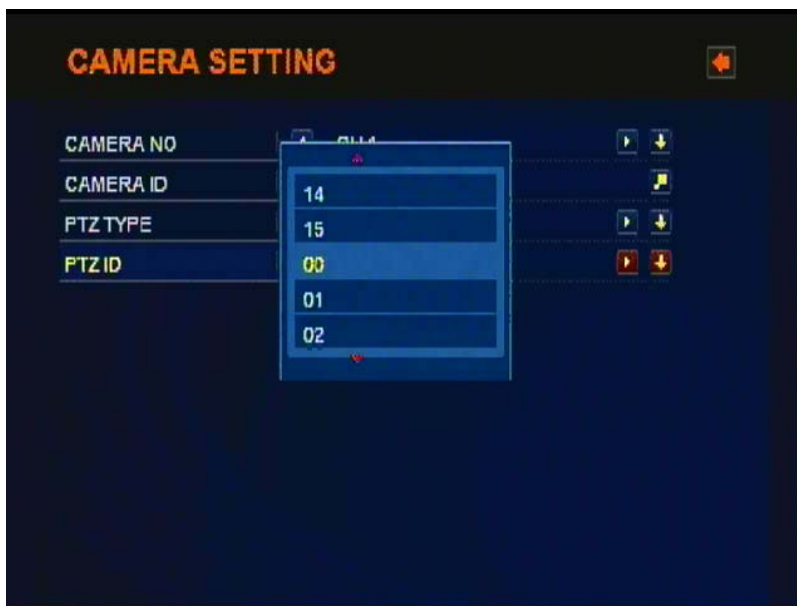 CAMERA SETTING
CAMERA NO
CAMERA ID
PTZ TYPE
PTZ ID
14
15
00
01
02